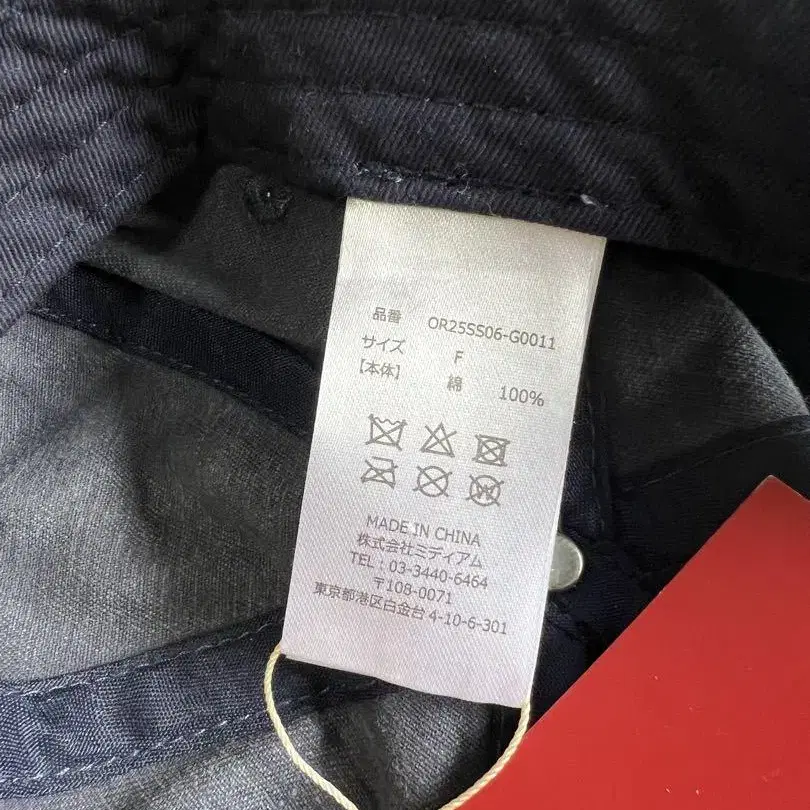 品番 OR25SS06-G0011
サイズ F
【本体】 綿 100%
W
MADE IN CHINA
株式会社ミディアム
TEL : 03-3440-6464
〒108-0071
東京都港区白金台 4-10-6-301